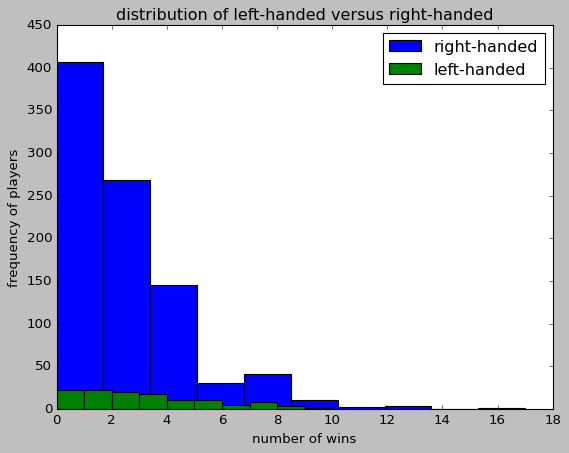 distribution of left-handed versus right-handed
right-handed
left-handed
frequency of players
450
400
350
300
250
200
150
100
50
0
0 2 4 6 8 10 12 14 16 18
number of wins